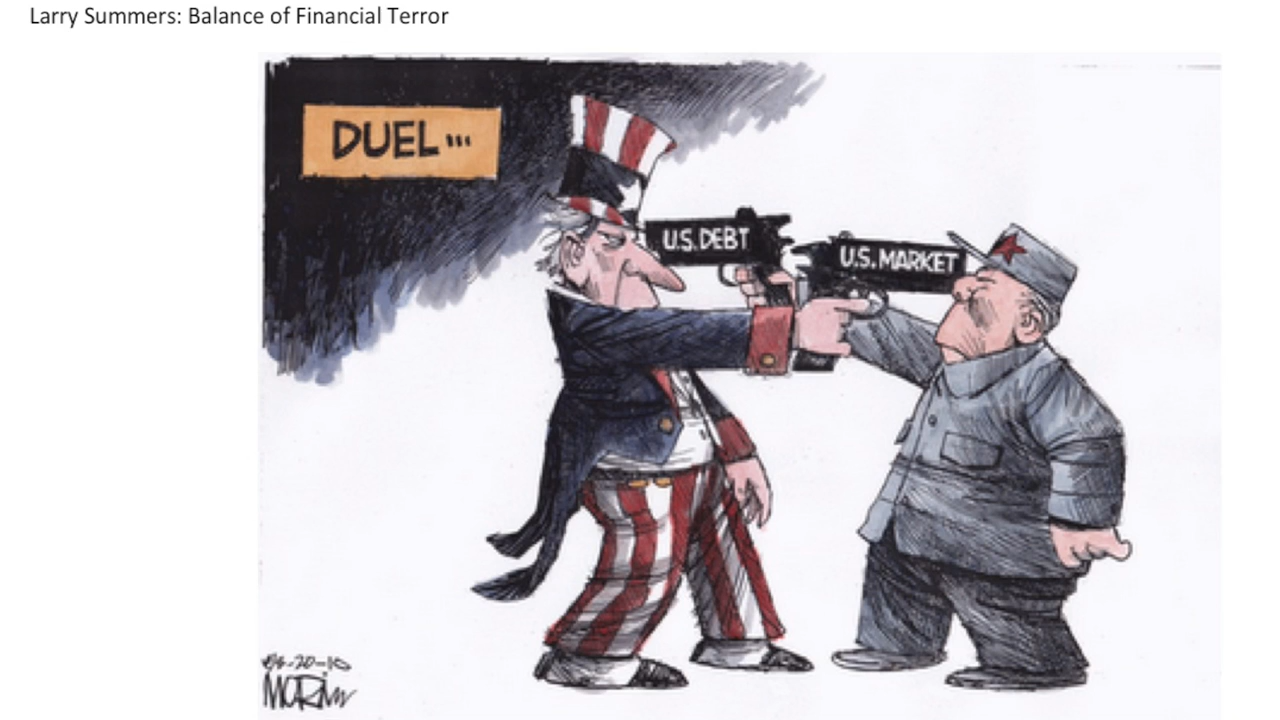 Larry Summers: Balance of Financial Terror
DUEL...
U.S. DEBT
U.S. MARKET
MORIN